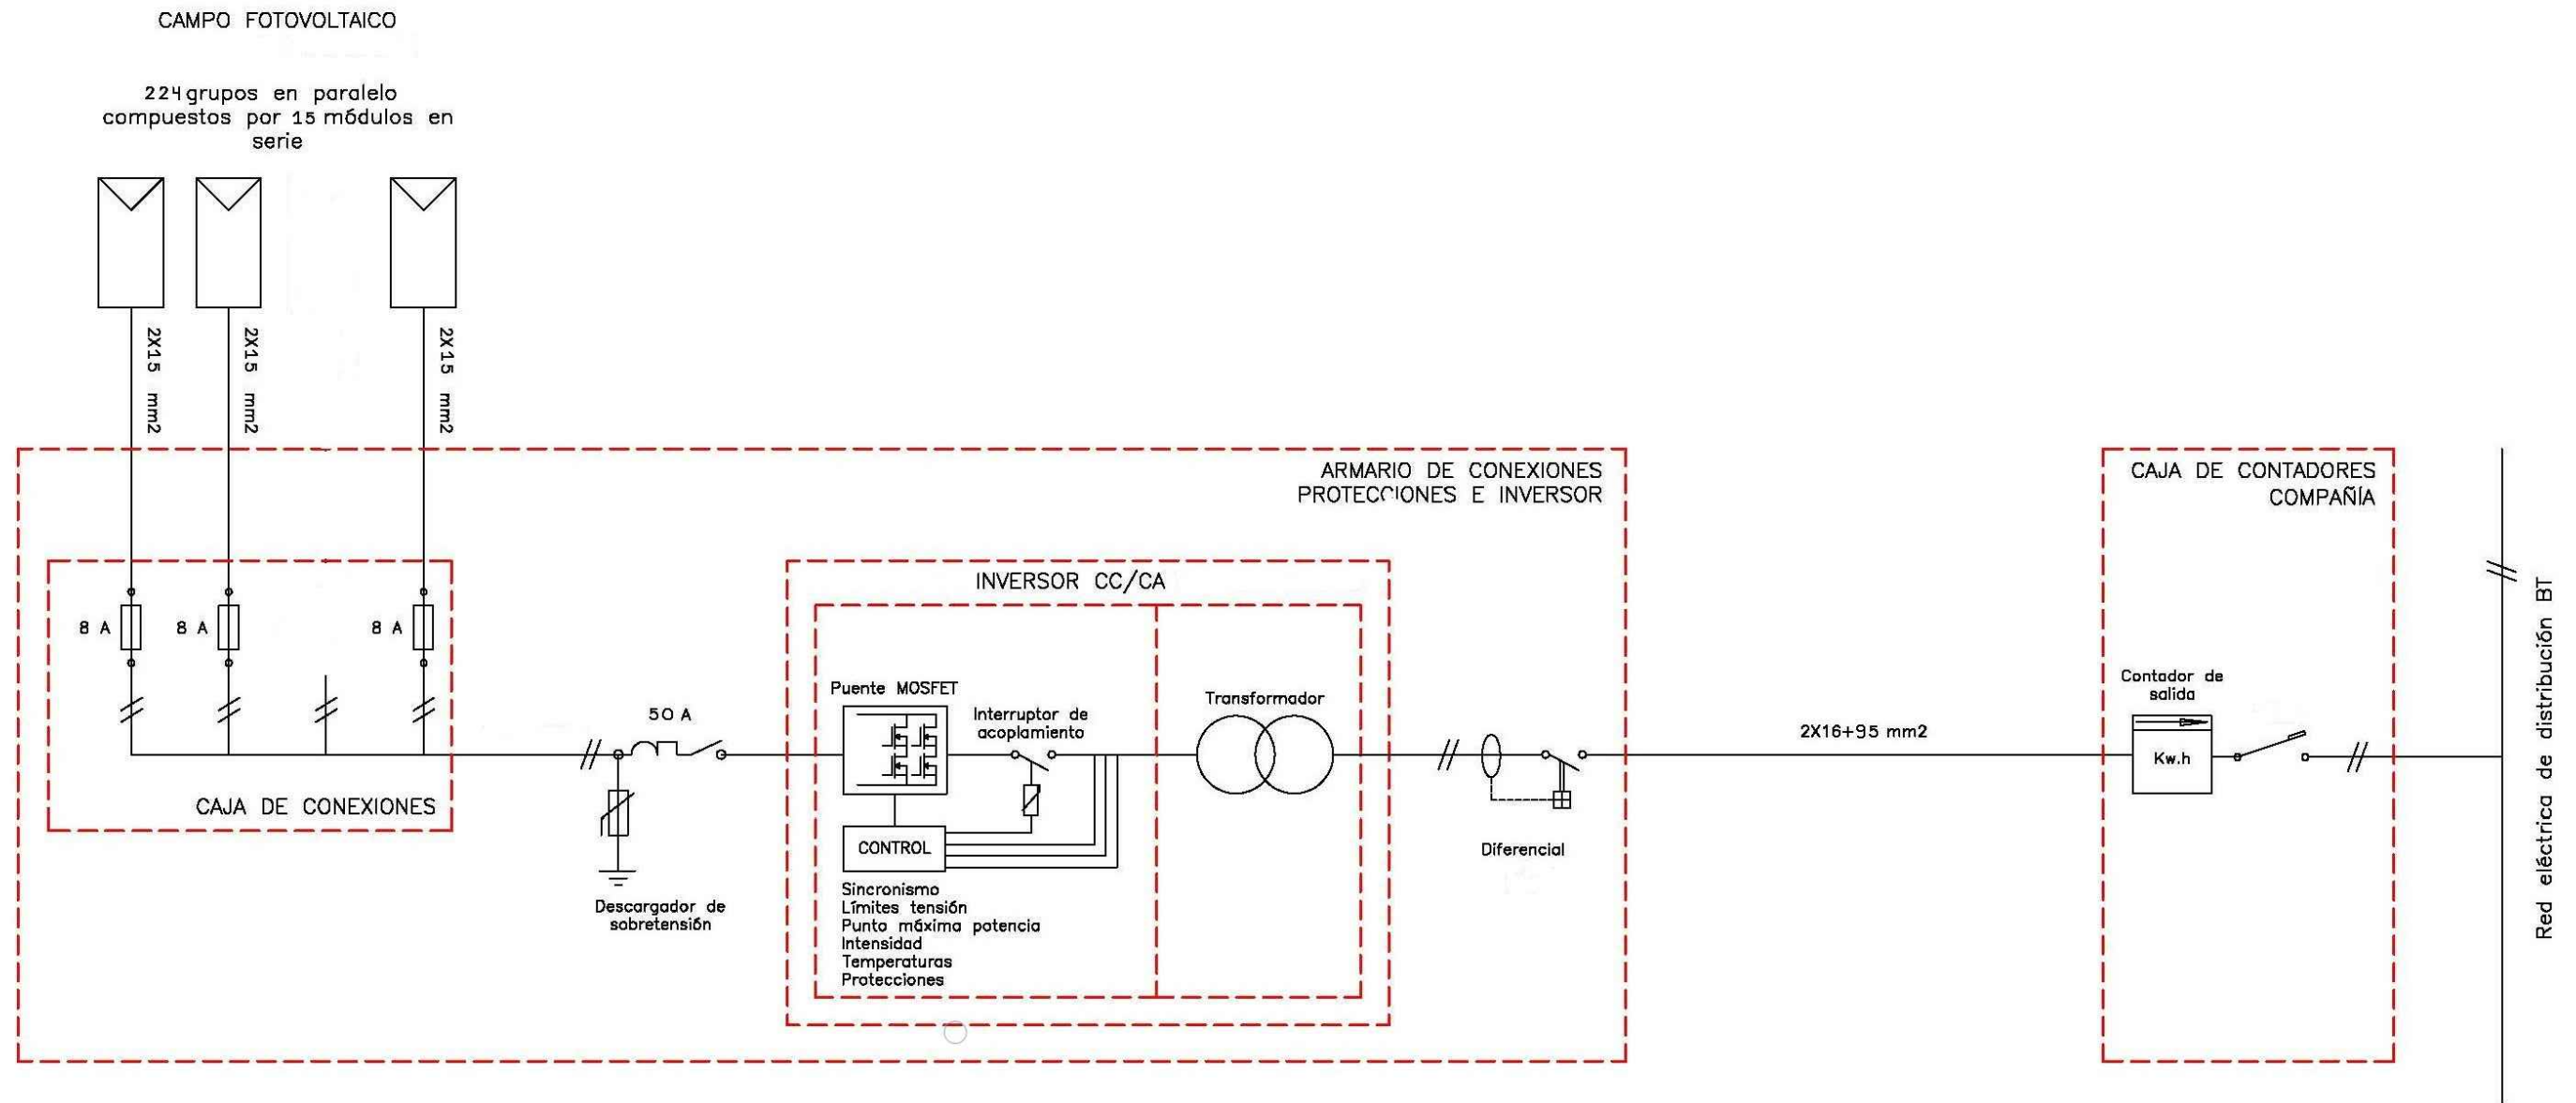 CAMPO FOTOVOLTAICO
224 grupos en paralelo
compuestos por 15 módulos en
serie
2X15 mm2
2X15 mm2
2X15 mm2
ARMARIO DE CONEXIONES
PROTECCIONES E INVERSOR
CAJA DE CONTADORES
COMPAÑÍA
INVERSOR CC/CA
8 A
8 A
8 A
CAJA DE CONEXIONES
50 A
Descargador de
sobretensión
Puente MOSFET
Interruptor de
acoplamiento
CONTROL
Sincronismo
Límites tensión
Punto máxima potencia
Intensidad
Temperaturas
Protecciones
Transformador
Diferencial
2X16+95 mm2
Contador de
salida
Kw.h
Red eléctrica de distribución BT